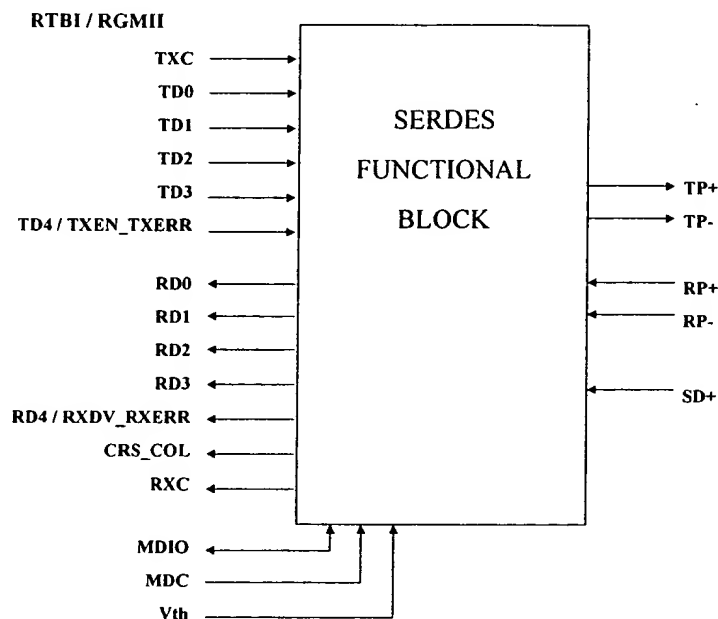 RTBI / RGMII
TXC
TD0
TD1
TD2
TD3
TD4 / TXEN_TXERR
RD0
RD1
RD2
RD3
RD4 / RXDV_RXERR
CRS_COL
RXC
MDIO
MDC
Vth
SERDES
FUNCTIONAL
BLOCK
TP+
TP-
RP+
RP-
SD+